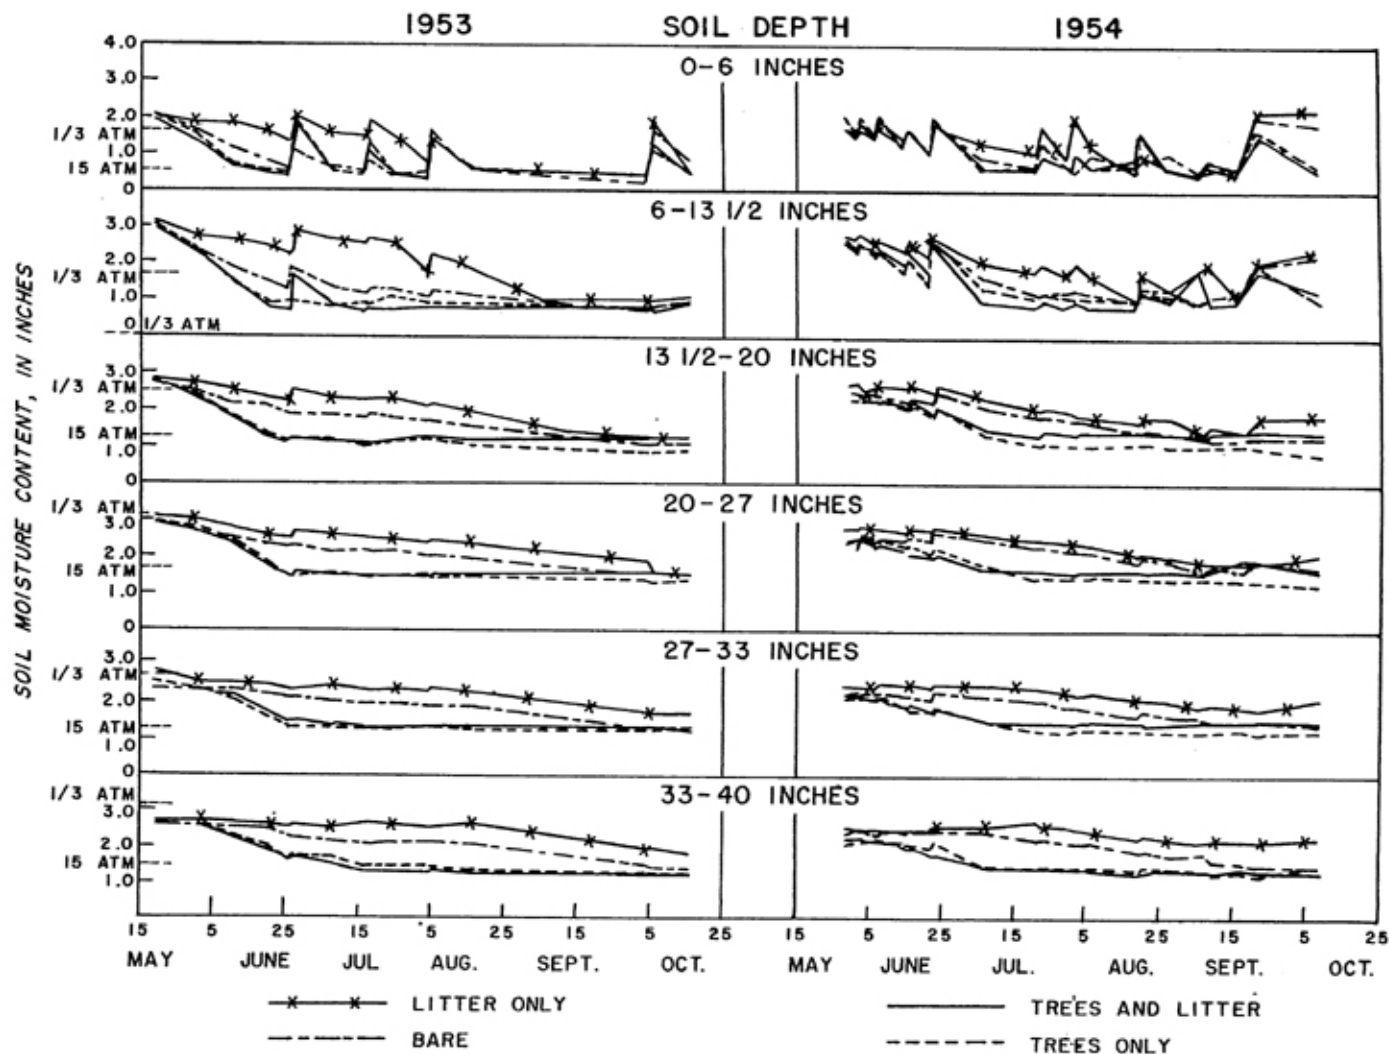 1953 SOIL DEPTH 1954
0-6 INCHES
4.0
3.0
2.0
1/3 ATM
1.0
15 ATM
0
6-13 1/2 INCHES
3.0
2.0
1/3 ATM
1.0
0
1/3 ATM
13 1/2-20 INCHES
3.0
1/3 ATM
2.0
15 ATM
1.0
0
20-27 INCHES
1/3 ATM
3.0
2.0
15 ATM
1.0
0
27-33 INCHES
3.0
1/3 ATM
2.0
15 ATM
1.0
0
33-40 INCHES
1/3 ATM
3.0
2.0
15 ATM
1.0
SOIL MOISTURE CONTENT, IN INCHES
15 5 25 15 5 25 15 5 25 15 5 25 15 5 25 15 5 25
MAY JUNE JUL AUG. SEPT. OCT. MAY JUNE JUL. AUG. SEPT. OCT.
LITTER ONLY TREES AND LITTER
BARE TREES ONLY